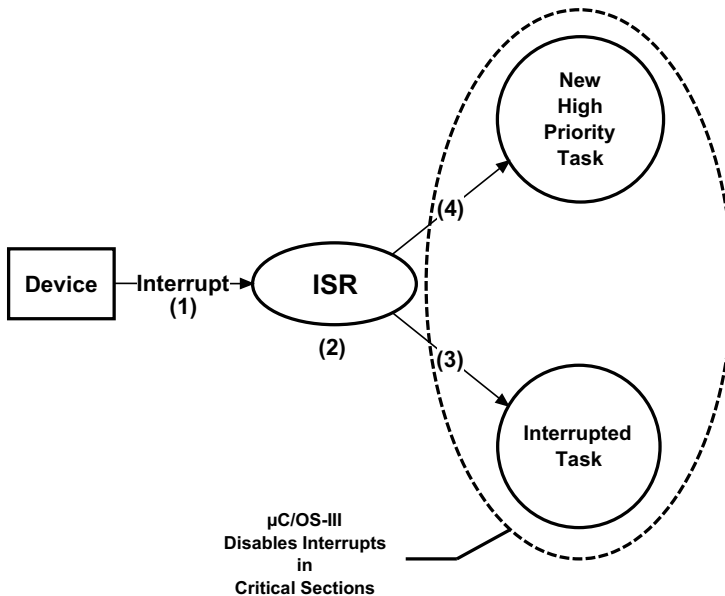 New
High
Priority
Task
(4)
Device
Interrupt
(1)
ISR
(2)
(3)
Interrupted
Task
µC/OS-III
Disables Interrupts
in
Critical Sections